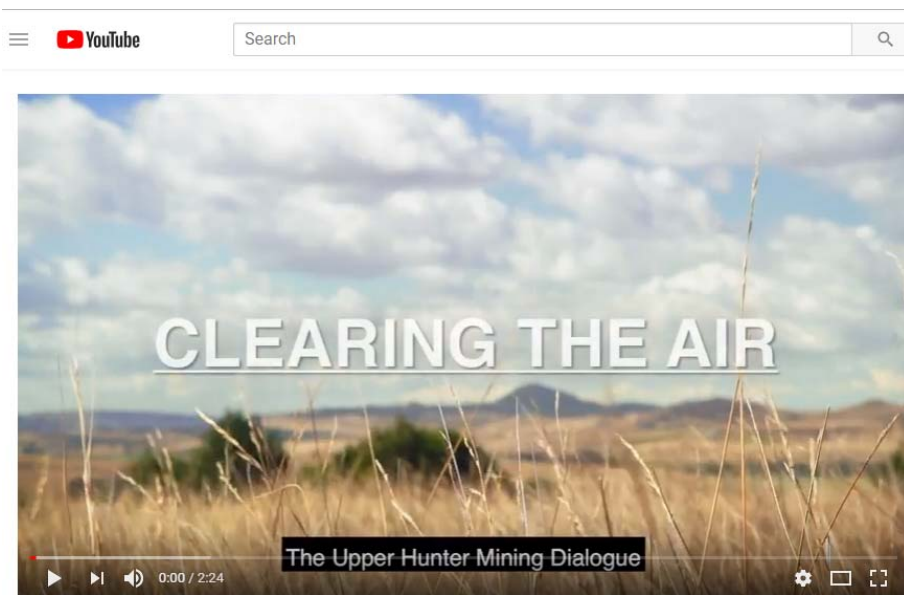 YouTube
Search
CLEARING THE AIR
The Upper Hunter Mining Dialogue
0:00 / 2:24